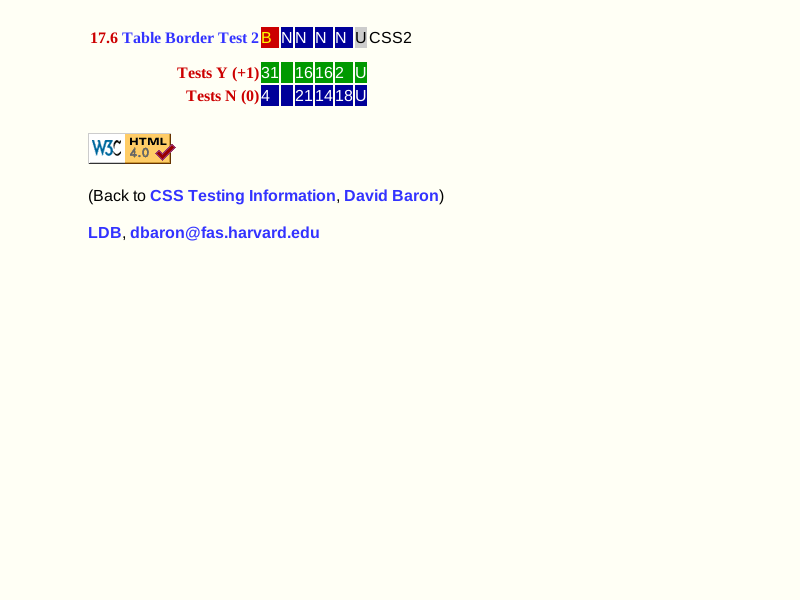 17.6 Table Border Test 2 B N N N N U CSS2
Tests Y (+1) 31 16 16 2 U
Tests N (0) 4 21 14 18 U
W3C HTML 4.0
(Back to CSS Testing Information, David Baron)
LDB, dbaron@fas.harvard.edu